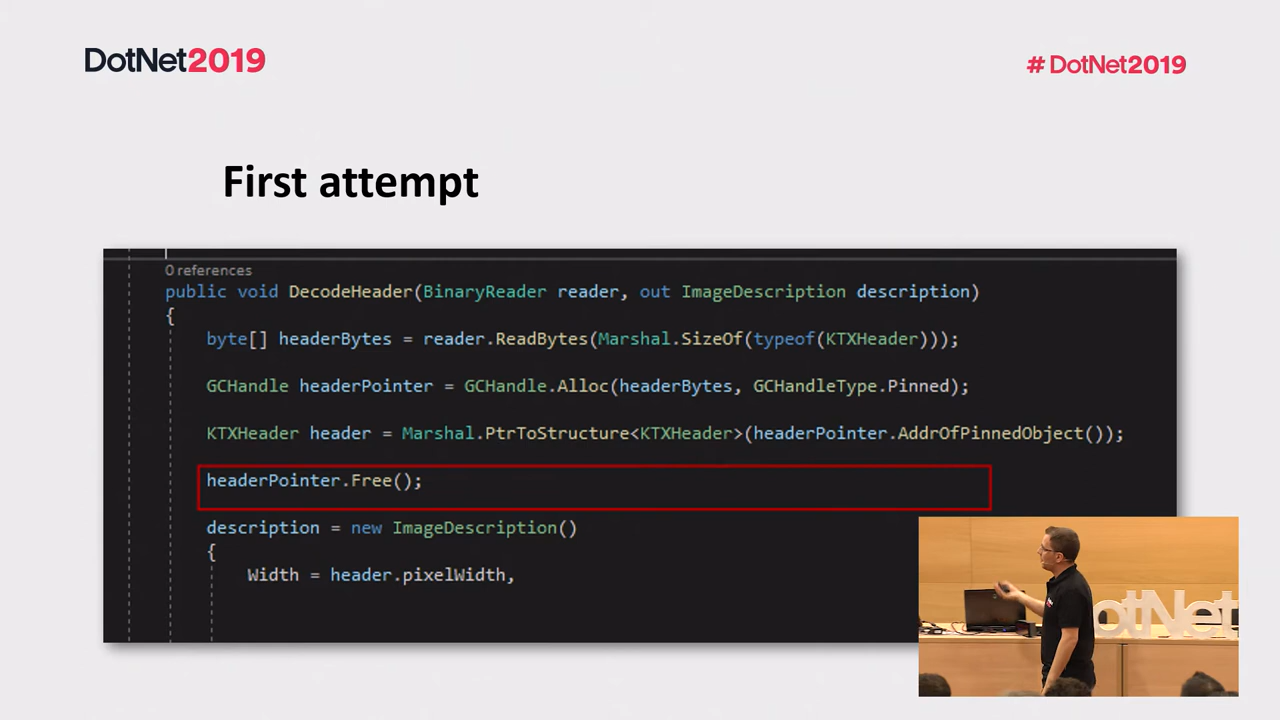 DotNet2019
# DotNet2019
First attempt
0 references
public void DecodeHeader(BinaryReader reader, out ImageDescription description)
{
byte[] headerBytes = reader.ReadBytes(Marshal.SizeOf(typeof(KTXHeader)));
GCHandle headerPointer = GCHandle.Alloc(headerBytes, GCHandleType.Pinned);
KTXHeader header = Marshal.PtrToStructure<KTXHeader>(headerPointer.AddrOfPinnedObject());
headerPointer.Free();
description = new ImageDescription()
{
Width = header.pixelWidth,
DotNet